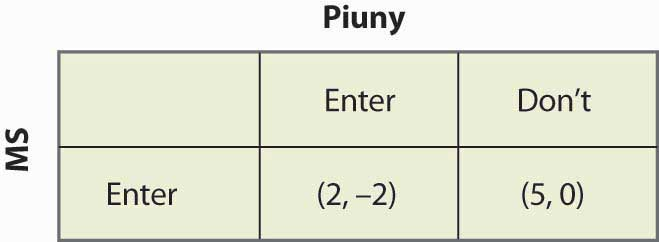 Piuny
Enter Don’t
MS
Enter (2, –2) (5, 0)